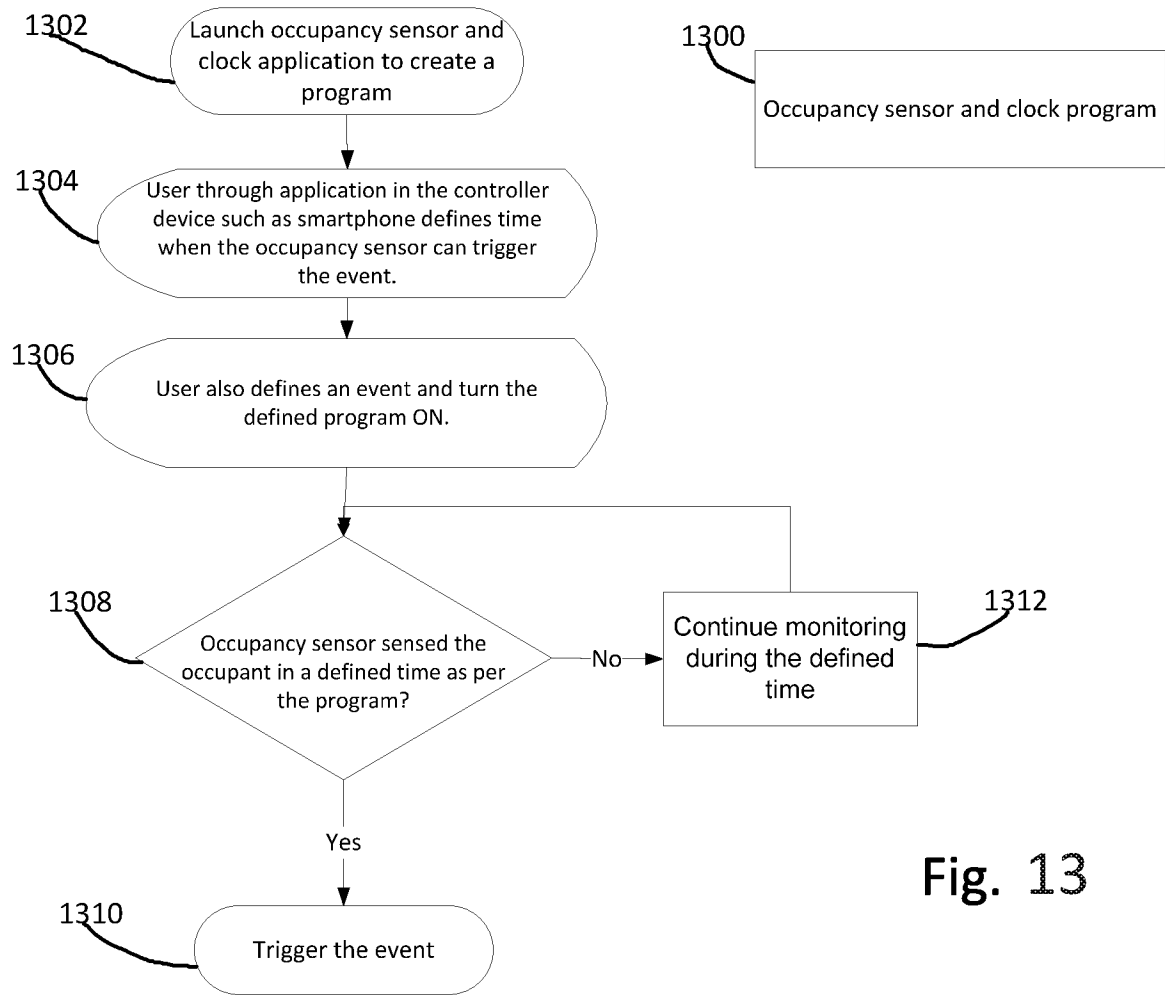 1302
Launch occupancy sensor and
clock application to create a
program
1300
Occupancy sensor and clock program
1304
User through application in the controller
device such as smartphone defines time
when the occupancy sensor can trigger
the event.
1306
User also defines an event and turn the
defined program ON.
1308
Occupancy sensor sensed the
occupant in a defined time as per
the program?
No
Continue monitoring
during the defined
time
1312
Yes
1310
Trigger the event
Fig. 13